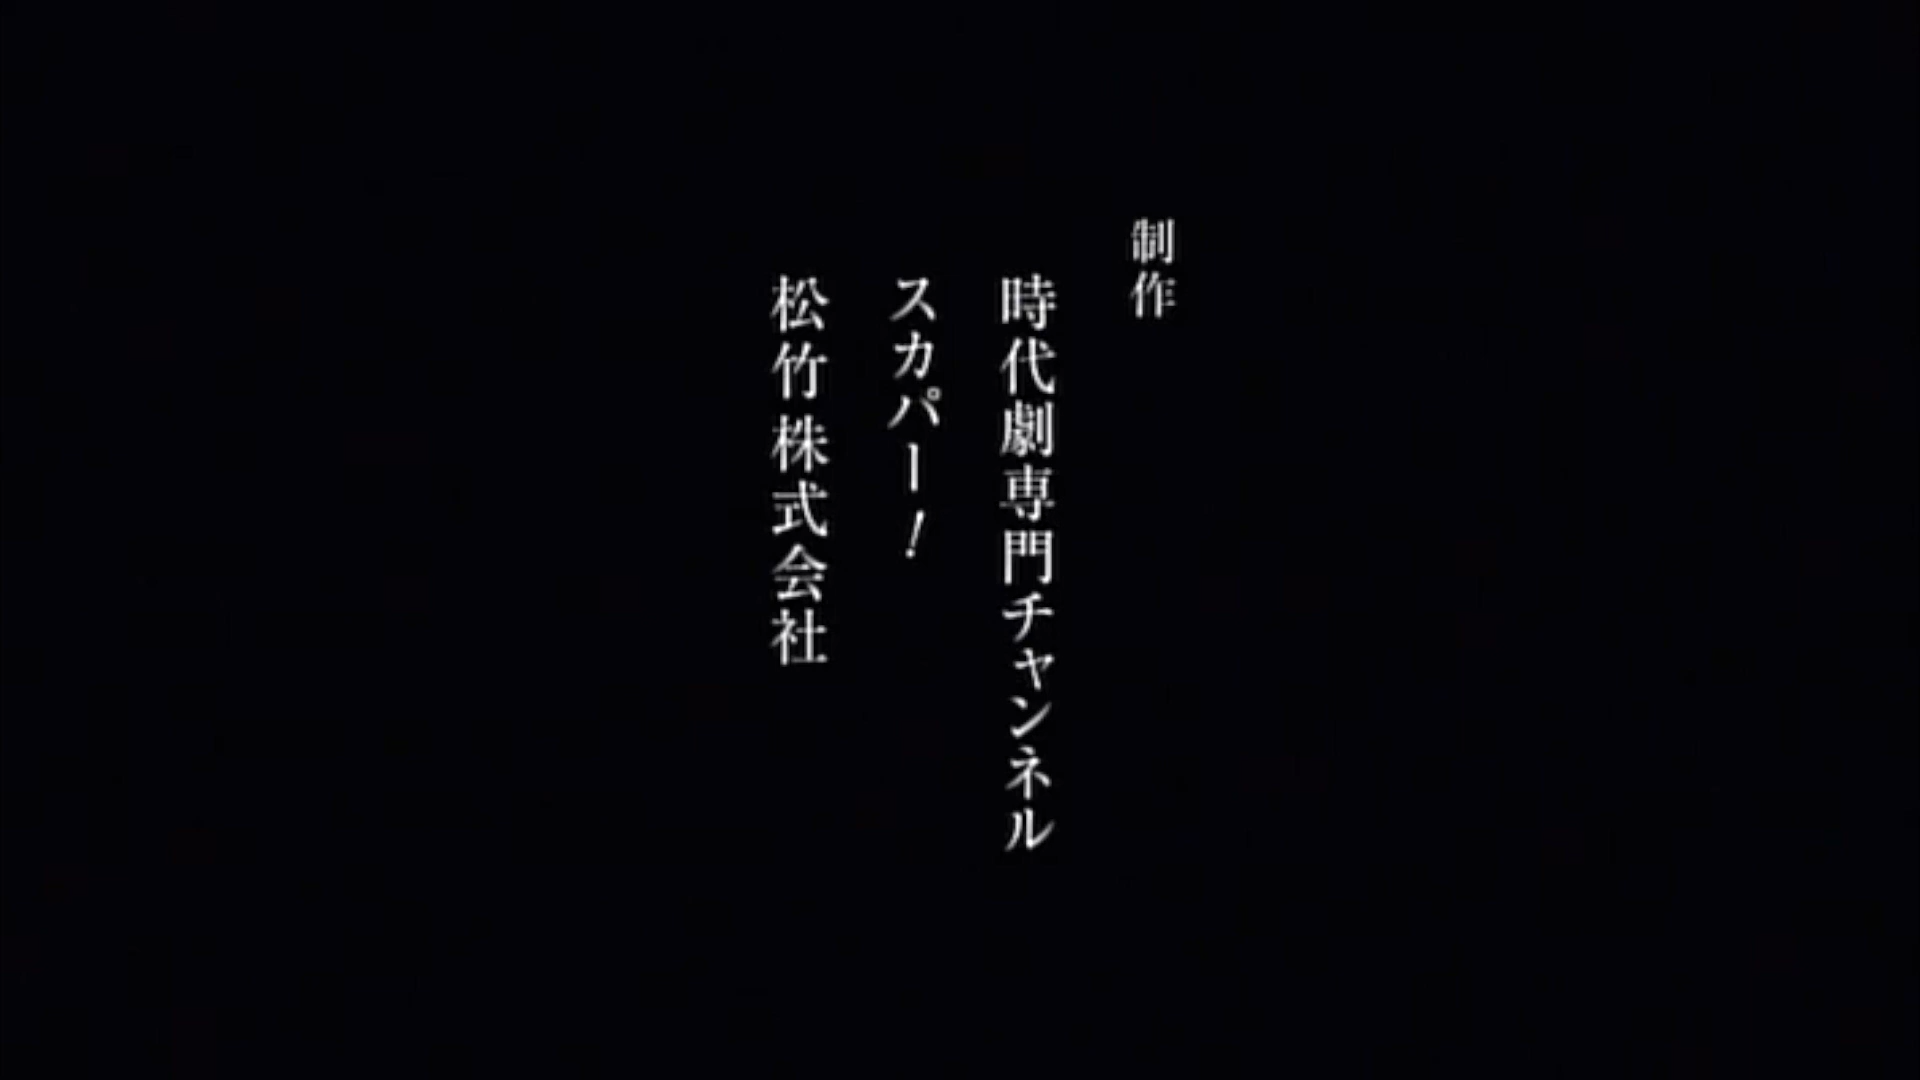 制作
時代劇専門チャンネル
スカパー！
松竹株式会社